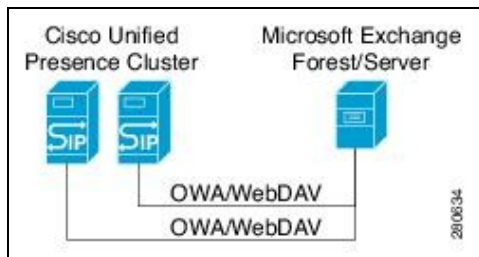 Cisco Unified
Presence Cluster
Microsoft Exchange
Forest/Server
SIP
SIP
OWA/WebDAV
OWA/WebDAV
280634